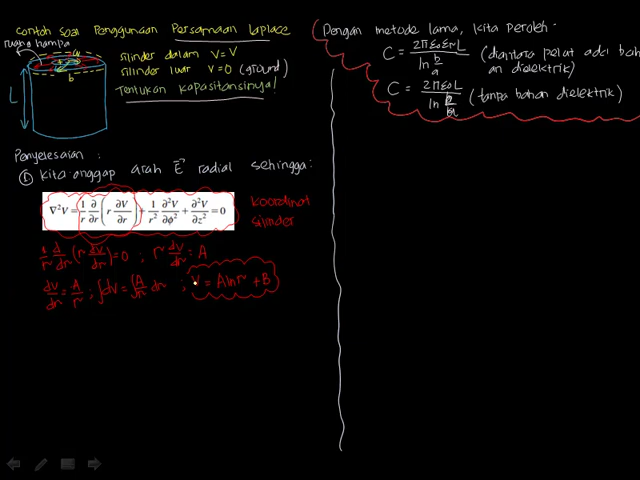 Contoh Soal Penggunaan Persamaan Laplace
ruang hampa
a
b
L
silinder dalam V=V
silinder luar V=0 (ground)
Tentukan kapasitansinya!
Penyelesaian :
① Kita anggap arah E⃗ radial sehingga:
∇²V = 1/r ∂/∂r (r ∂V/∂r) + 1/r² ∂²V/∂φ² + ∂²V/∂z² = 0
koordinat
silinder
1/r d/dr (r dV/dr) = 0 ; r dV/dr = A
dV/dr = A/r ; ∫dV = ∫A/r dr ; V = A ln r + B
Dengan metode lama, kita peroleh:
C = 2πε₀εᵣL / ln b/a (diantara pelat ada bah
an dielektrik)
C = 2πε₀L / ln b/a (tanpa bahan dielektrik)